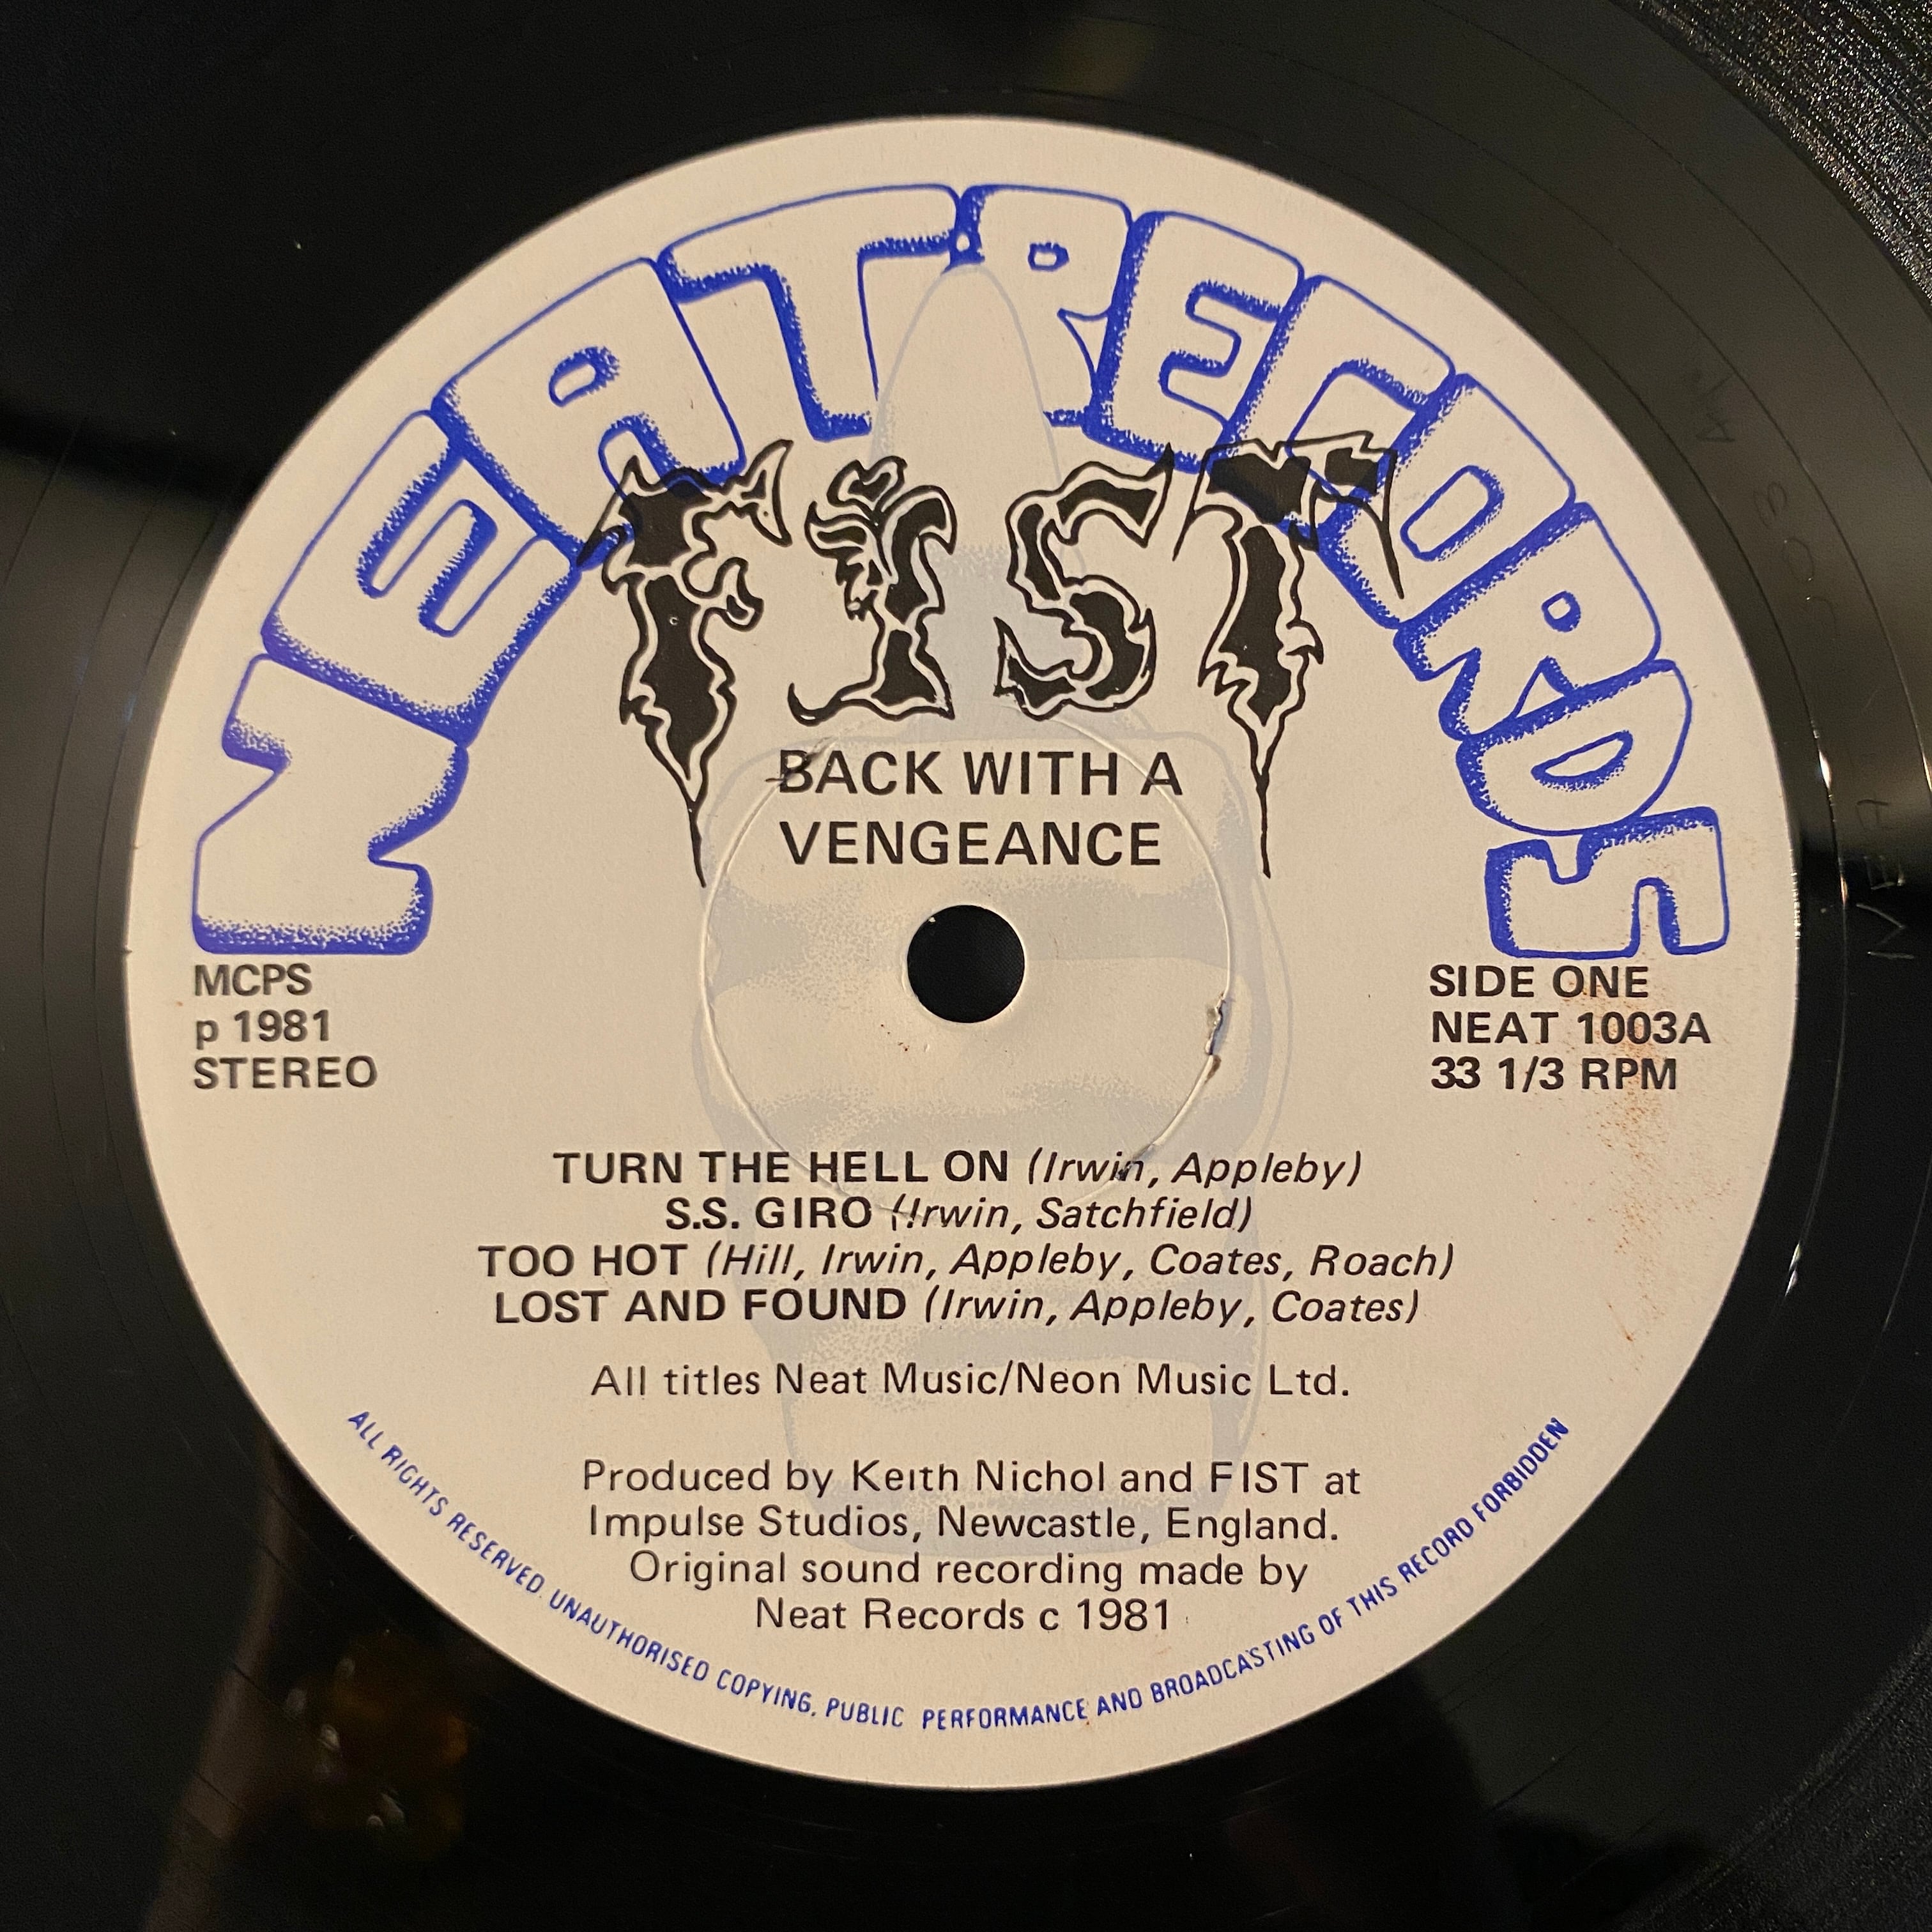 NEAT RECORDS
FIST
BACK WITH A
VENGEANCE
MCPS
p 1981
STEREO
SIDE ONE
NEAT 1003A
33 1/3 RPM
TURN THE HELL ON (Irwin, Appleby)
S.S. GIRO (Irwin, Satchfield)
TOO HOT (Hill, Irwin, Appleby, Coates, Roach)
LOST AND FOUND (Irwin, Appleby, Coates)
All titles Neat Music/Neon Music Ltd.
Produced by Keith Nichol and FIST at
Impulse Studios, Newcastle, England.
Original sound recording made by
Neat Records c 1981
ALL RIGHTS RESERVED. UNAUTHORISED COPYING, PUBLIC PERFORMANCE AND BROADCASTING OF THIS RECORD FORBIDDEN